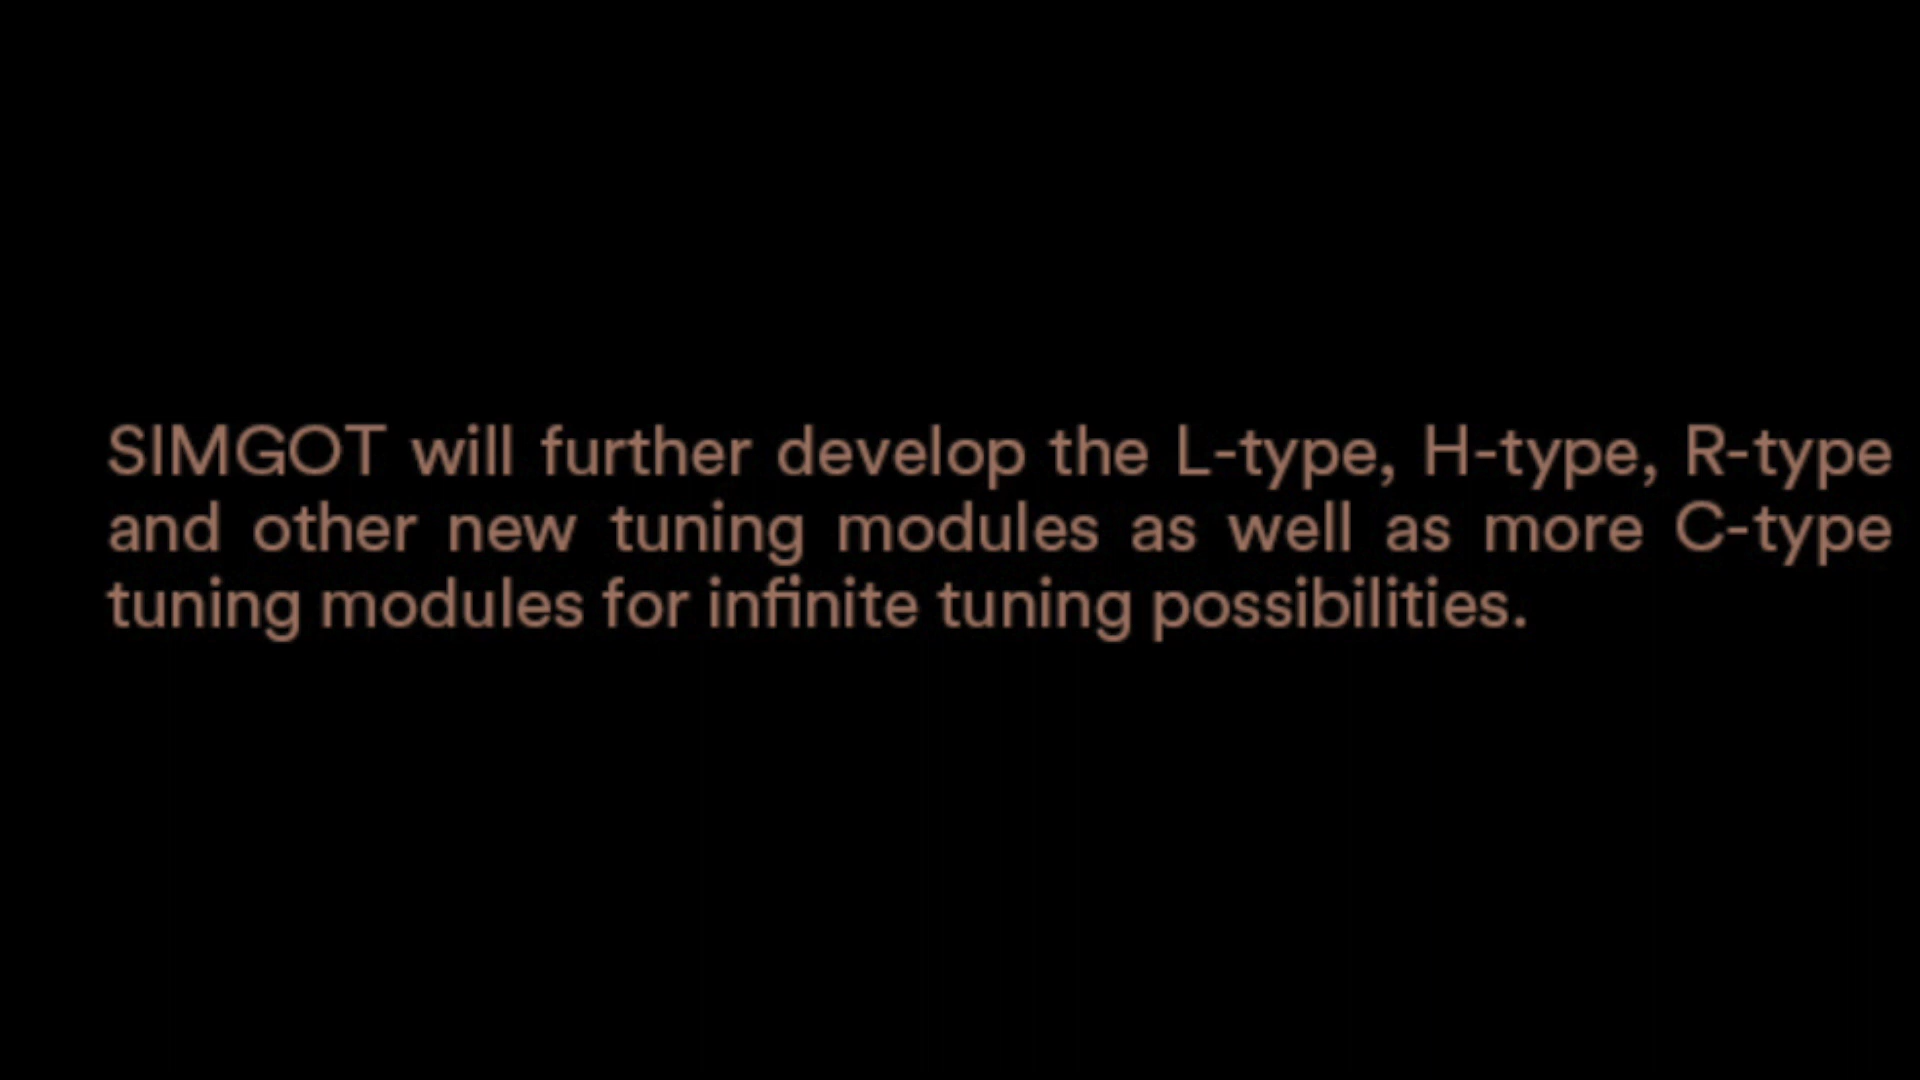 SIMGOT will further develop the L-type, H-type, R-type
and other new tuning modules as well as more C-type
tuning modules for infinite tuning possibilities.